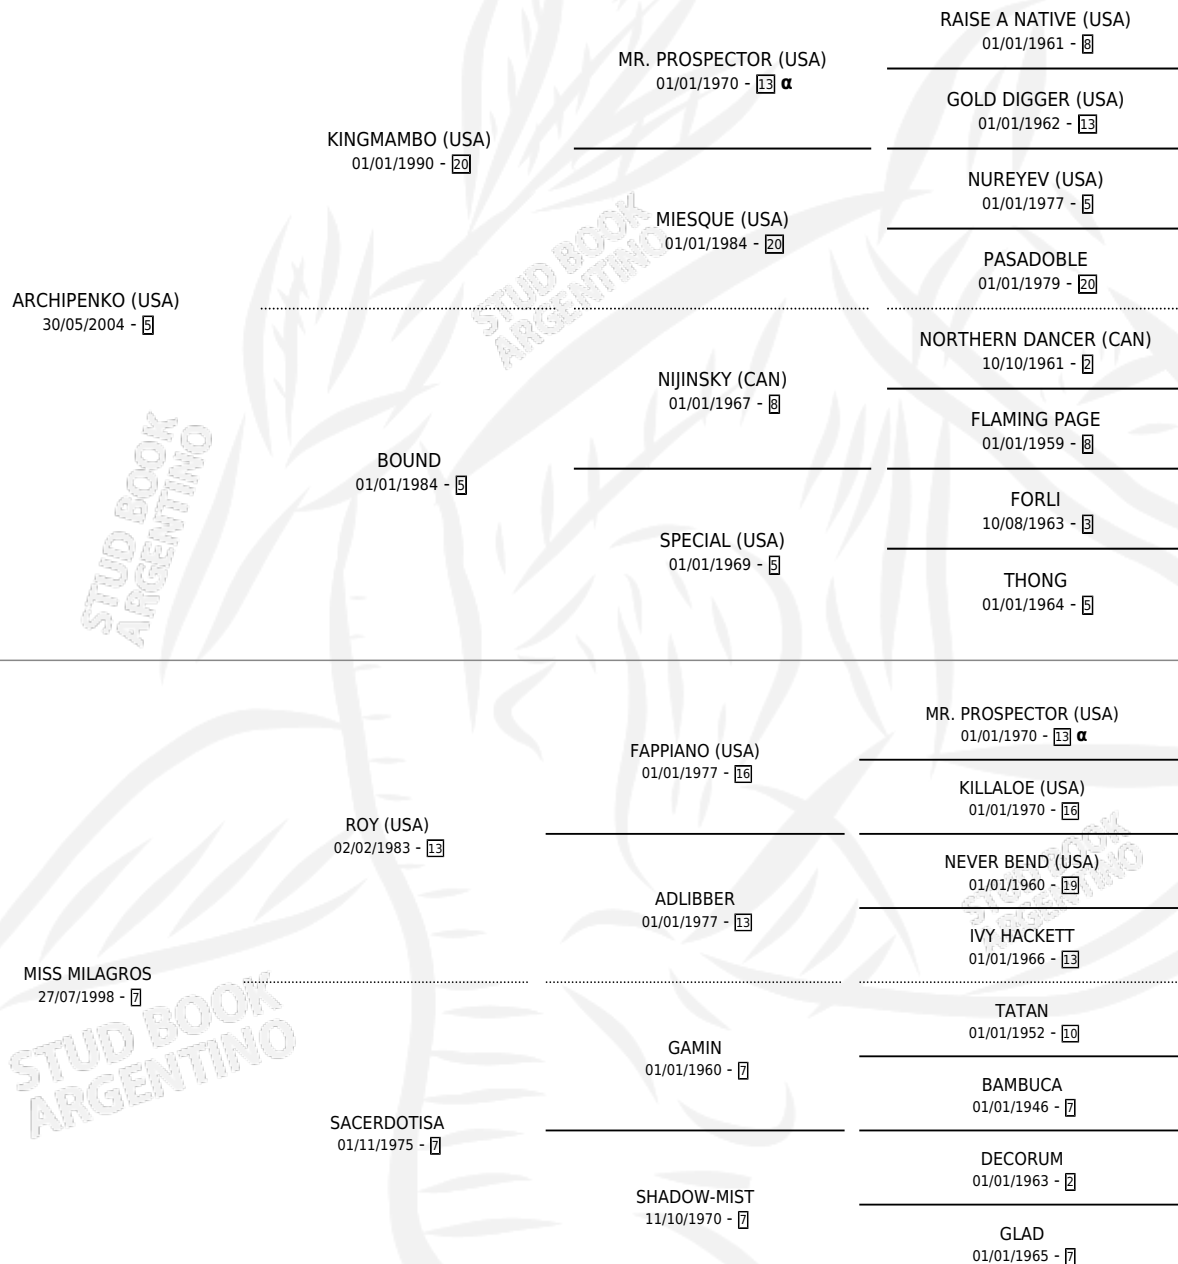 RAISE A NATIVE (USA)
01/01/1961 - 8
MR. PROSPECTOR (USA)
01/01/1970 - 13 α
GOLD DIGGER (USA)
01/01/1962 - 13
KINGMAMBO (USA)
01/01/1990 - 20
NUREYEV (USA)
01/01/1977 - 5
MIESQUE (USA)
01/01/1984 - 20
PASADOBLE
01/01/1979 - 20
ARCHIPENKO (USA)
30/05/2004 - 5
NORTHERN DANCER (CAN)
10/10/1961 - 2
NIJINSKY (CAN)
01/01/1967 - 8
FLAMING PAGE
01/01/1959 - 8
BOUND
01/01/1984 - 5
FORLI
10/08/1963 - 3
SPECIAL (USA)
01/01/1969 - 5
THONG
01/01/1964 - 5
MR. PROSPECTOR (USA)
01/01/1970 - 13 α
FAPPIANO (USA)
01/01/1977 - 16
KILLALOE (USA)
01/01/1970 - 16
ROY (USA)
02/02/1983 - 13
NEVER BEND (USA)
01/01/1960 - 19
ADLIBBER
01/01/1977 - 13
IVY HACKETT
01/01/1966 - 13
MISS MILAGROS
27/07/1998 - 7
TATAN
01/01/1952 - 10
GAMIN
01/01/1960 - 7
BAMBUCA
01/01/1946 - 7
SACERDOTISA
01/11/1975 - 7
DECORUM
01/01/1963 - 2
SHADOW-MIST
11/10/1970 - 7
GLAD
01/01/1965 - 7
STUD BOOK
ARGENTINO
STUD BOOK
ARGENTINO
STUD BOOK
ARGENTINO
STUD BOOK
ARGENTINO